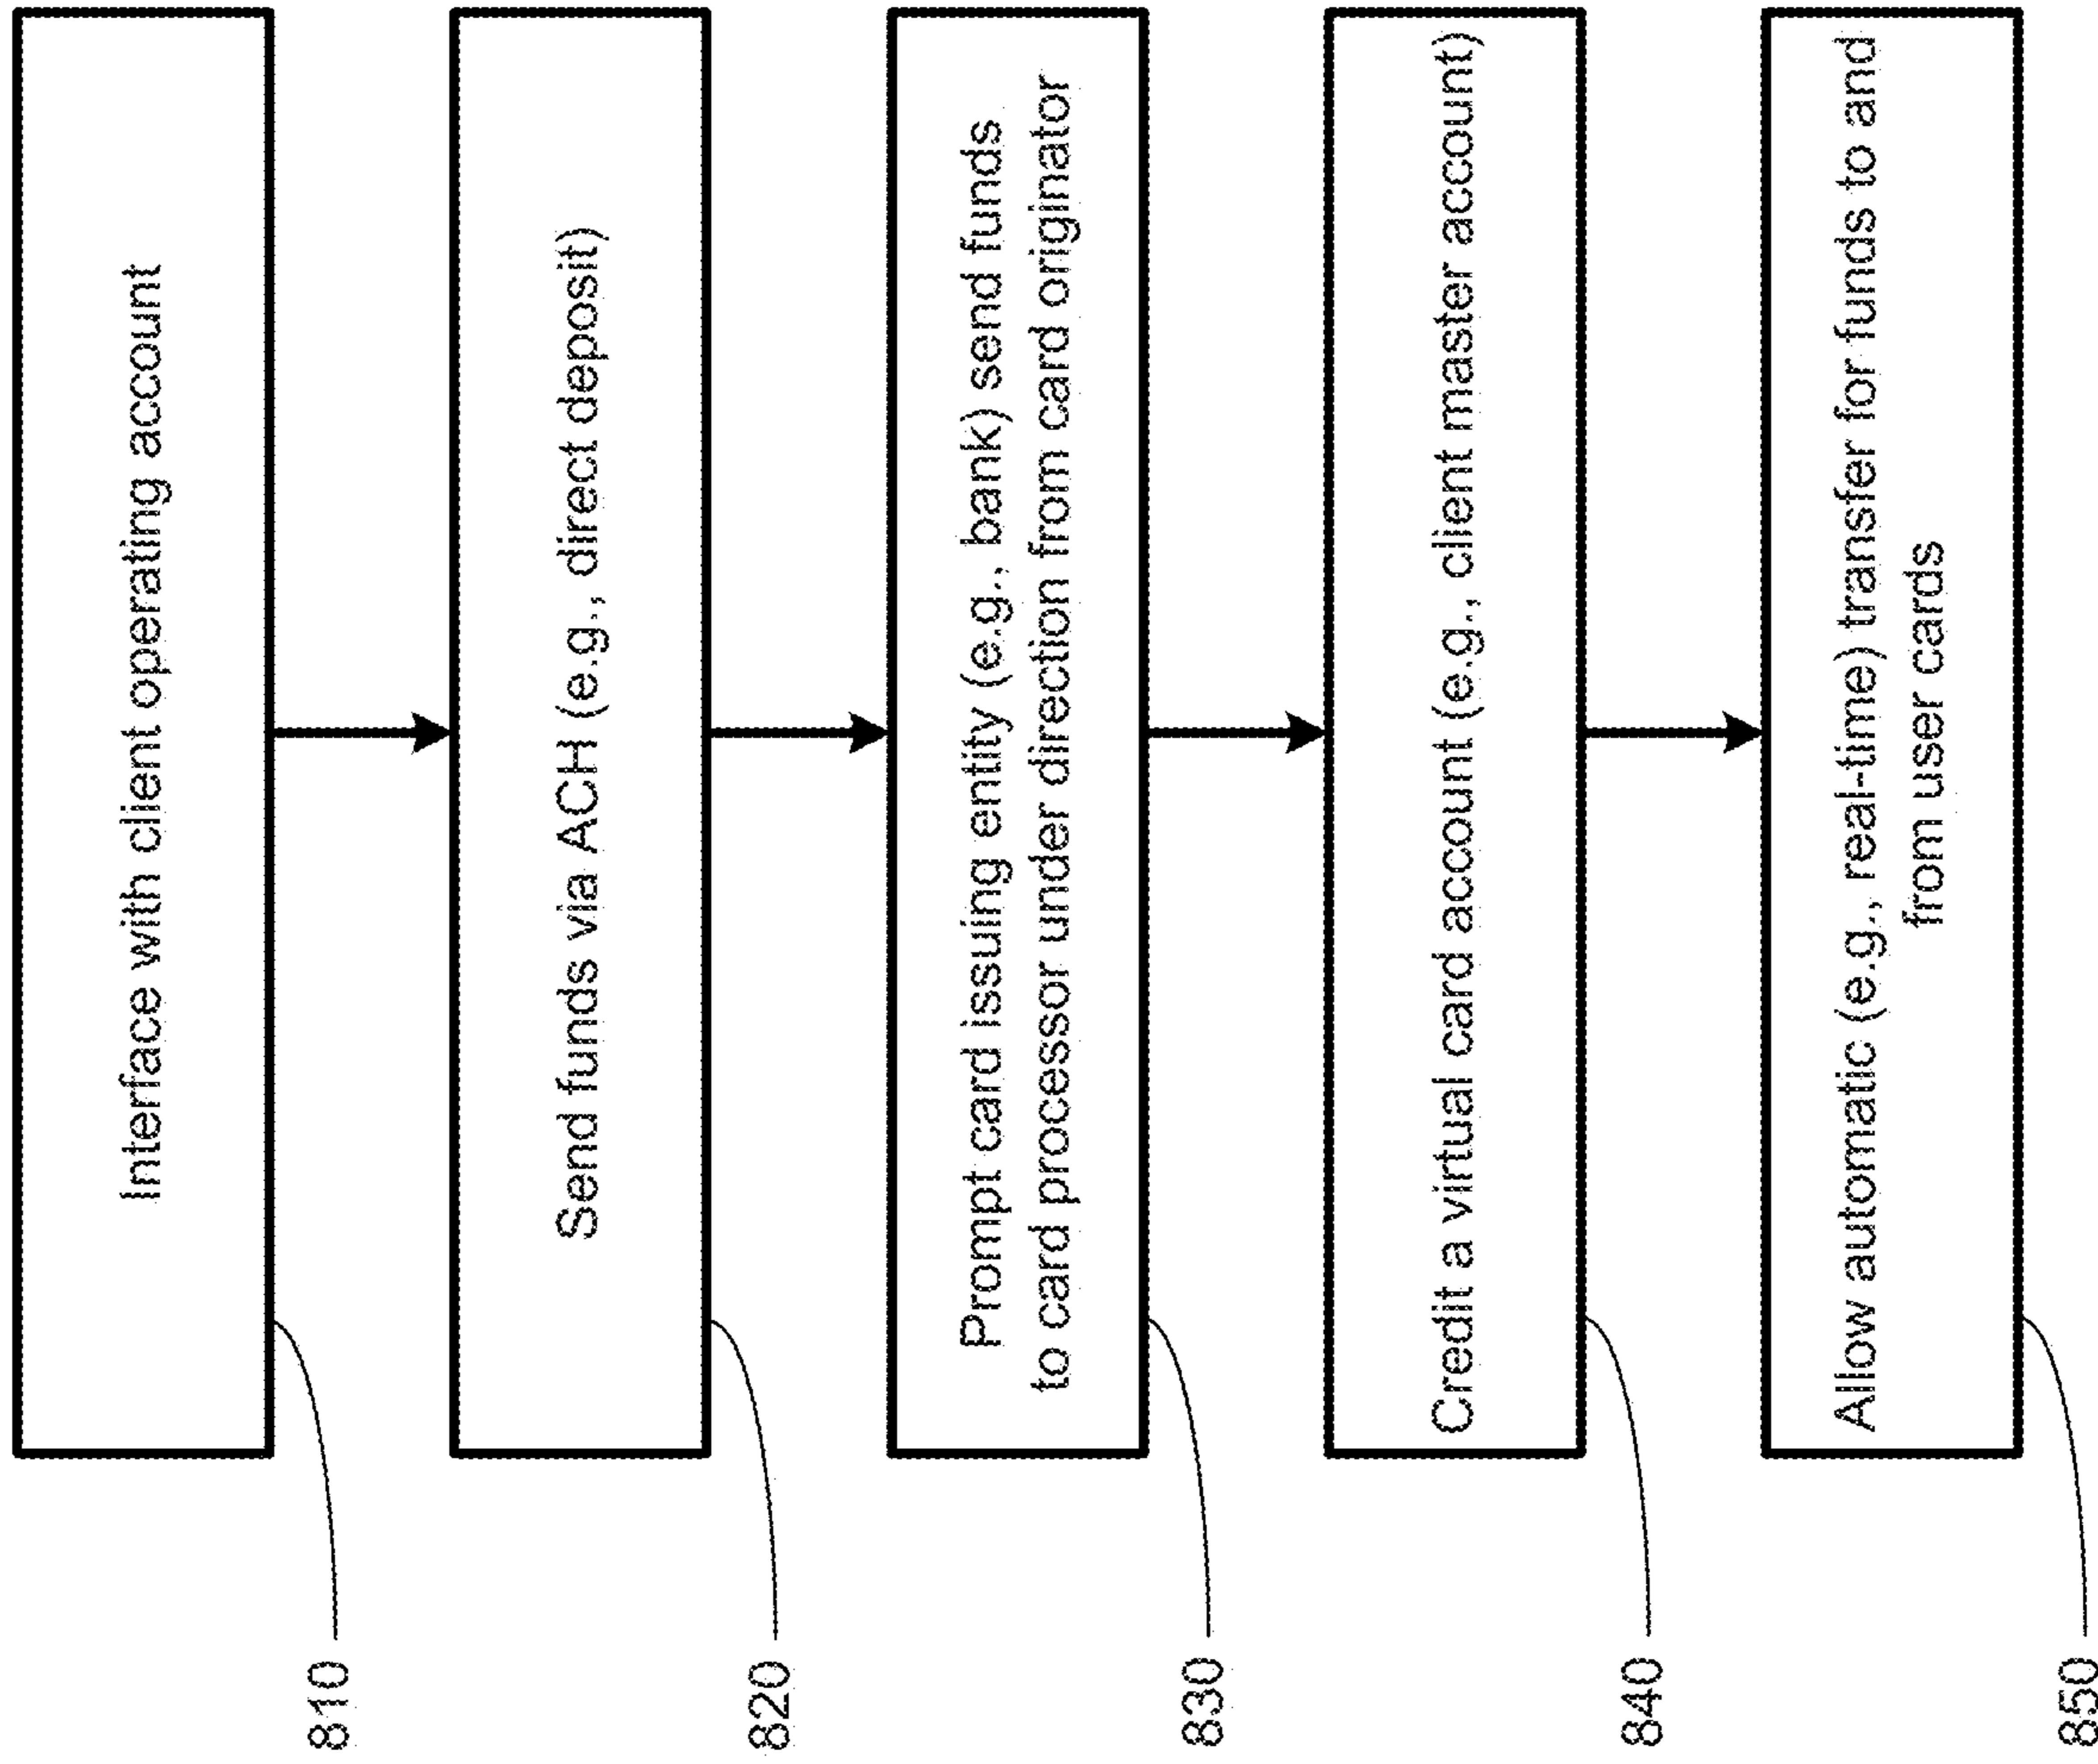 Interface with client operating account
810
Send funds via ACH (e.g., direct deposit)
820
Prompt card issuing entity (e.g., bank) send funds
to card processor under direction from card originator
830
Credit a virtual card account (e.g., client master account)
840
Allow automatic (e.g., real-time) transfer for funds to and
from user cards
850